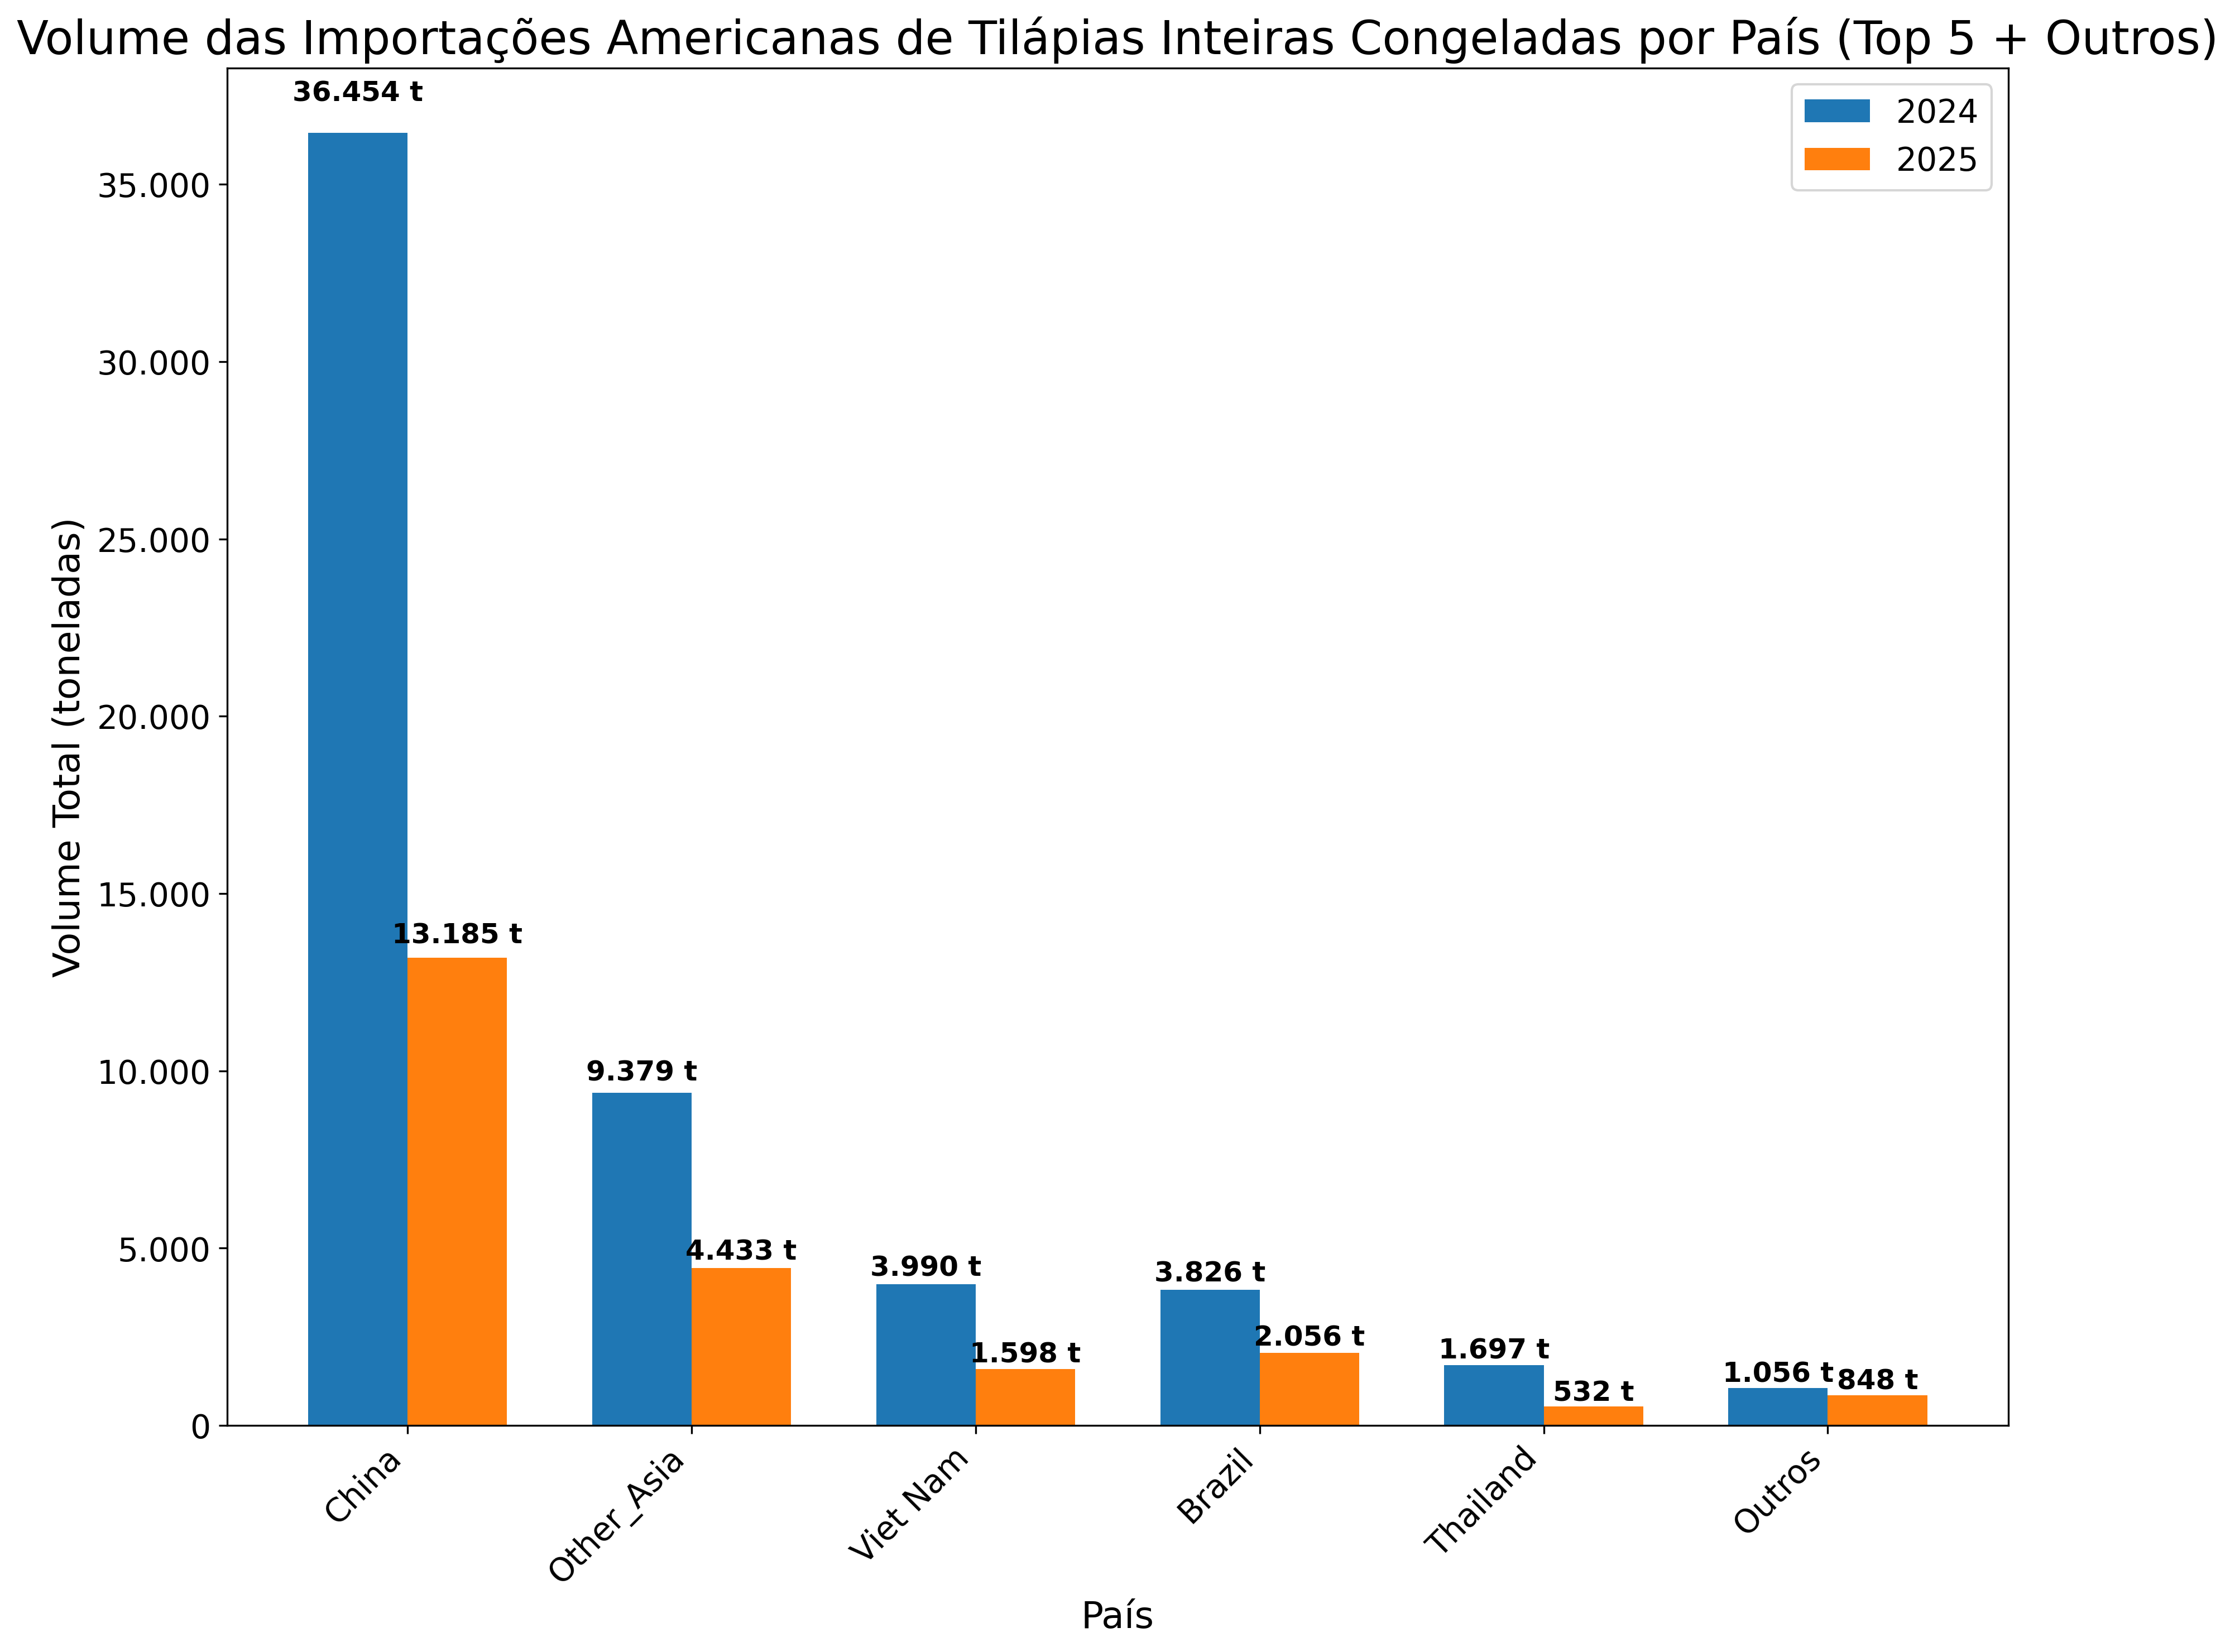 Volume das Importações Americanas de Tilápias Inteiras Congeladas por País (Top 5 + Outros)
2024
2025
Volume Total (toneladas)
35.000
30.000
25.000
20.000
15.000
10.000
5.000
0
36.454 t
13.185 t
9.379 t
4.433 t
3.990 t
1.598 t
3.826 t
2.056 t
1.697 t
532 t
1.056 t
848 t
China
Other_Asia
Viet Nam
Brazil
Thailand
Outros
País